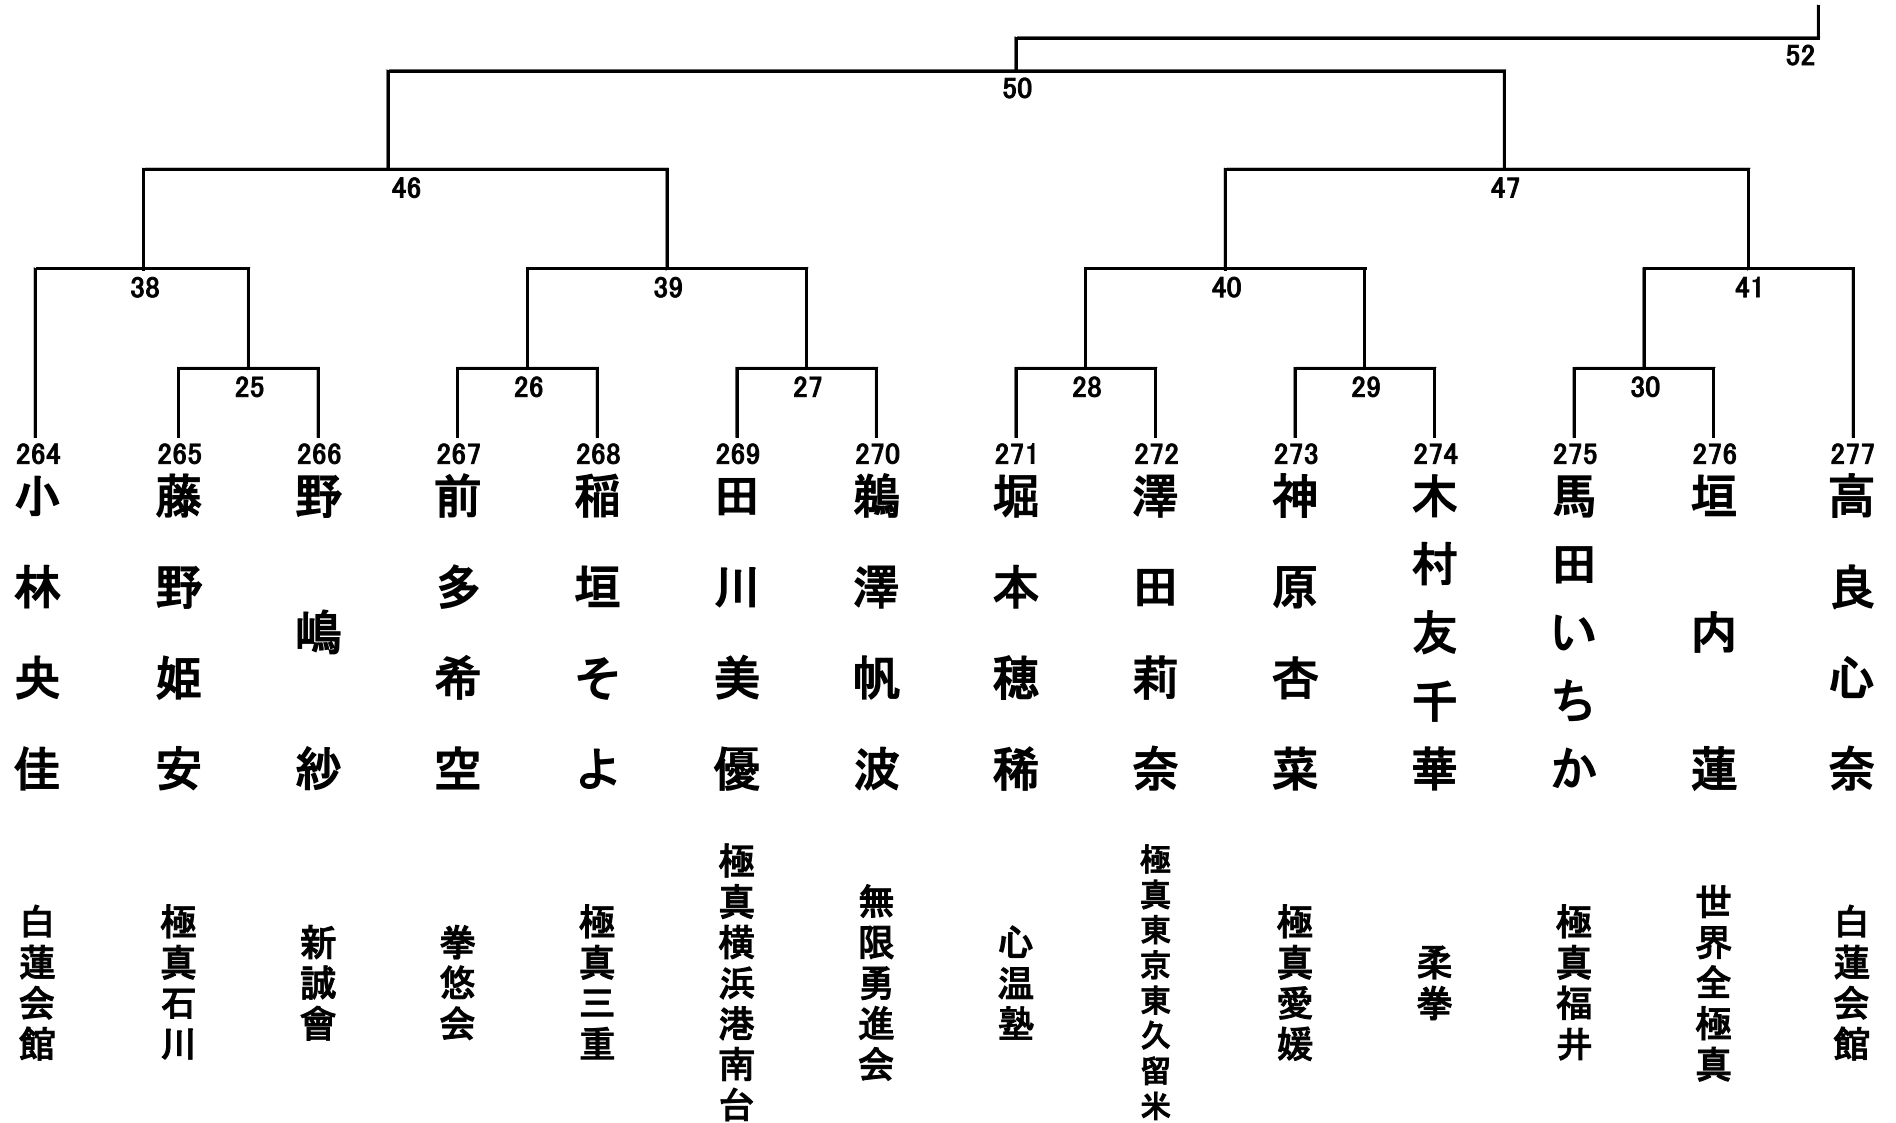 52
50
46
47
38
39
40
41
25
26
27
28
29
30
264
小林央佳
白蓮会館
265
藤野姫安
極真石川
266
野嶋紗
新誠會
267
前多希空
拳悠会
268
稲垣そよ
極真三重
269
田川美優
極真横浜港南台
270
鵜澤帆波
無限勇進会
271
堀本穂稀
心温塾
272
澤田莉奈
極真東京東久留米
273
神原杏菜
極真愛媛
274
木村友千華
柔拳
275
馬田いちか
極真福井
276
垣内蓮
世界全極真
277
高良心奈
白蓮会館